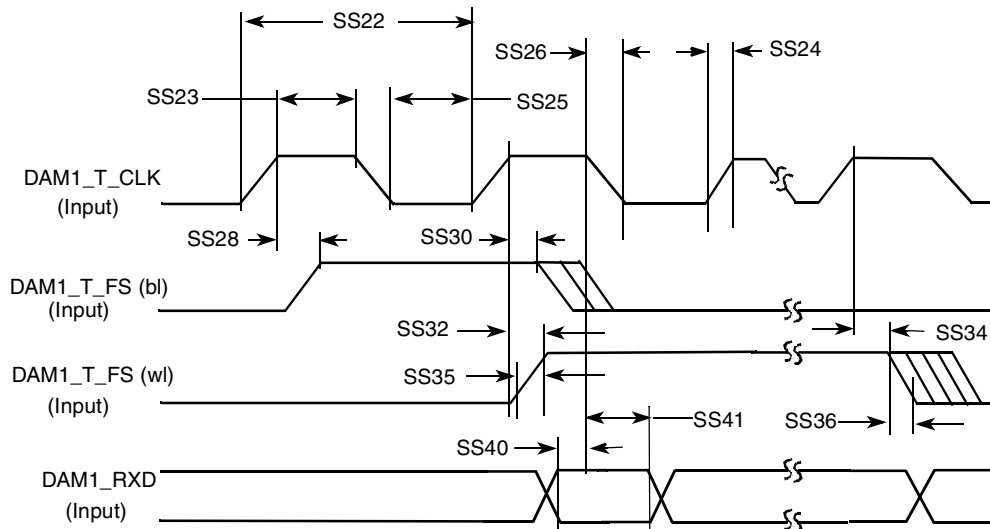 SS22
SS26
SS24
SS23
SS25
DAM1_T_CLK
(Input)
SS28
SS30
DAM1_T_FS (bl)
(Input)
SS32
SS34
SS35
DAM1_T_FS (wl)
(Input)
SS41
SS36
SS40
DAM1_RXD
(Input)